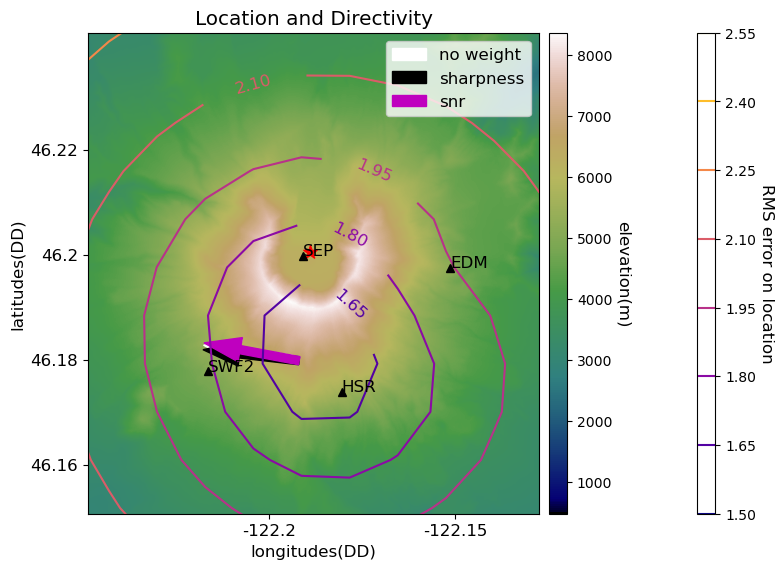 Location and Directivity
no weight
sharpness
snr
2.10
1.95
1.80
1.65
SEP
EDM
SWF2
HSR
46.22
46.2
46.18
46.16
latitudes(DD)
-122.2
-122.15
longitudes(DD)
8000
7000
6000
5000
4000
3000
2000
1000
elevation(m)
2.55
2.40
2.25
2.10
1.95
1.80
1.65
1.50
RMS error on location